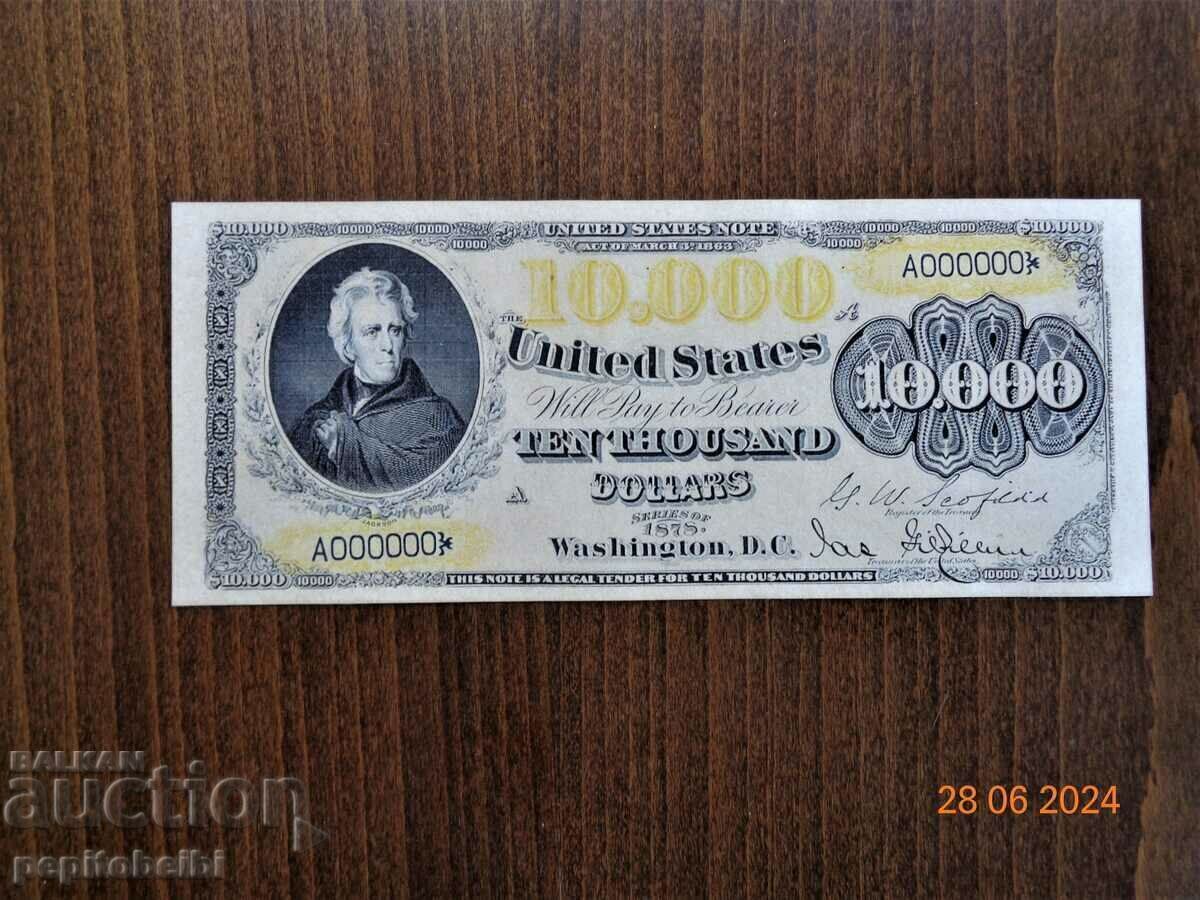 $10.000 10000 10000 10000 UNITED STATES NOTE 10000 10000 10000 $10.000
ACT OF MARCH 3d 1863
10.000
A000000
THE
A
United States
Will Pay to Bearer
10.000
TEN THOUSAND
DOLLARS
A
JACKSON
SERIES OF
1878.
G. W. Scofield
Register of the Treasury
A000000
Washington, D.C.
Jas Gilfillan
Treasurer of the United States
$10.000 10000 THIS NOTE IS A LEGAL TENDER FOR TEN THOUSAND DOLLARS 10000 $10.000
BALKAN
auction
pepitobeibi
28 06 2024